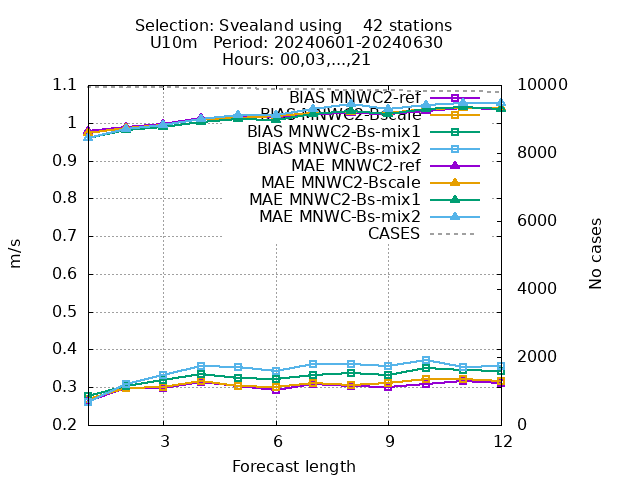 Selection: Svealand using    42 stations
U10m   Period: 20240601-20240630
Hours: 00,03,...,21
1.1
1
0.9
0.8
0.7
0.6
0.5
0.4
0.3
0.2
m/s
10000
8000
6000
4000
2000
0
No cases
BIAS MNWC2-ref
BIAS MNWC2-Bscale
BIAS MNWC2-Bs-mix1
BIAS MNWC-Bs-mix2
MAE MNWC2-ref
MAE MNWC2-Bscale
MAE MNWC2-Bs-mix1
MAE MNWC-Bs-mix2
CASES
3
6
9
12
Forecast length